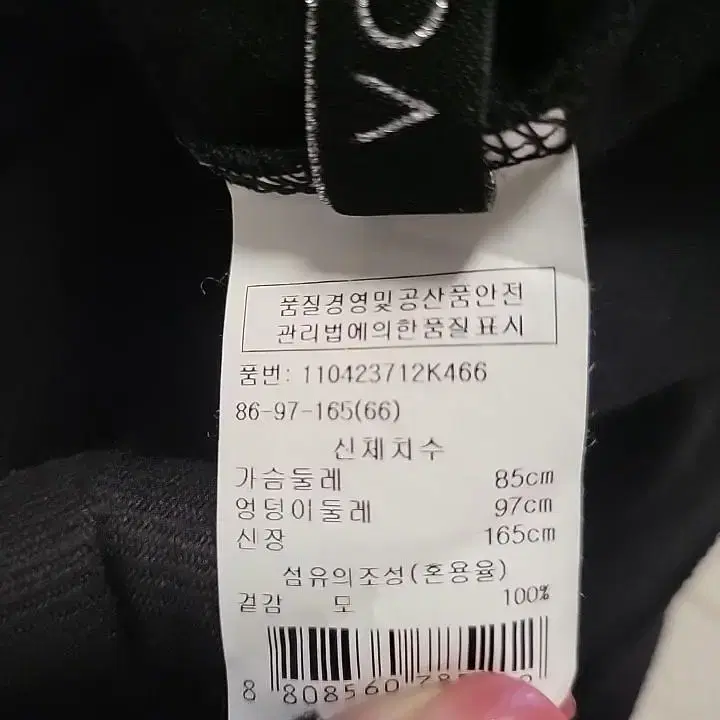 VO
품질경영및공산품안전
관리법에의한품질표시
품번: 110423712K466
86-97-165(66)
신체치수
가슴둘레 85cm
엉덩이둘레 97cm
신장 165cm
섬유의조성(혼용율)
겉감 모 100%
8 808560